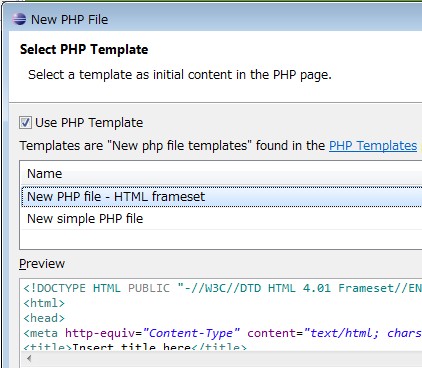 New PHP File
Select PHP Template
Select a template as initial content in the PHP page.
Use PHP Template
Templates are "New php file templates" found in the PHP Templates
Name
New PHP file - HTML frameset
New simple PHP file
Preview
<!DOCTYPE HTML PUBLIC "-//W3C//DTD HTML 4.01 Frameset//EN
<html>
<head>
<meta http-equiv="Content-Type" content="text/html; chars
<title>Insert title here</title>